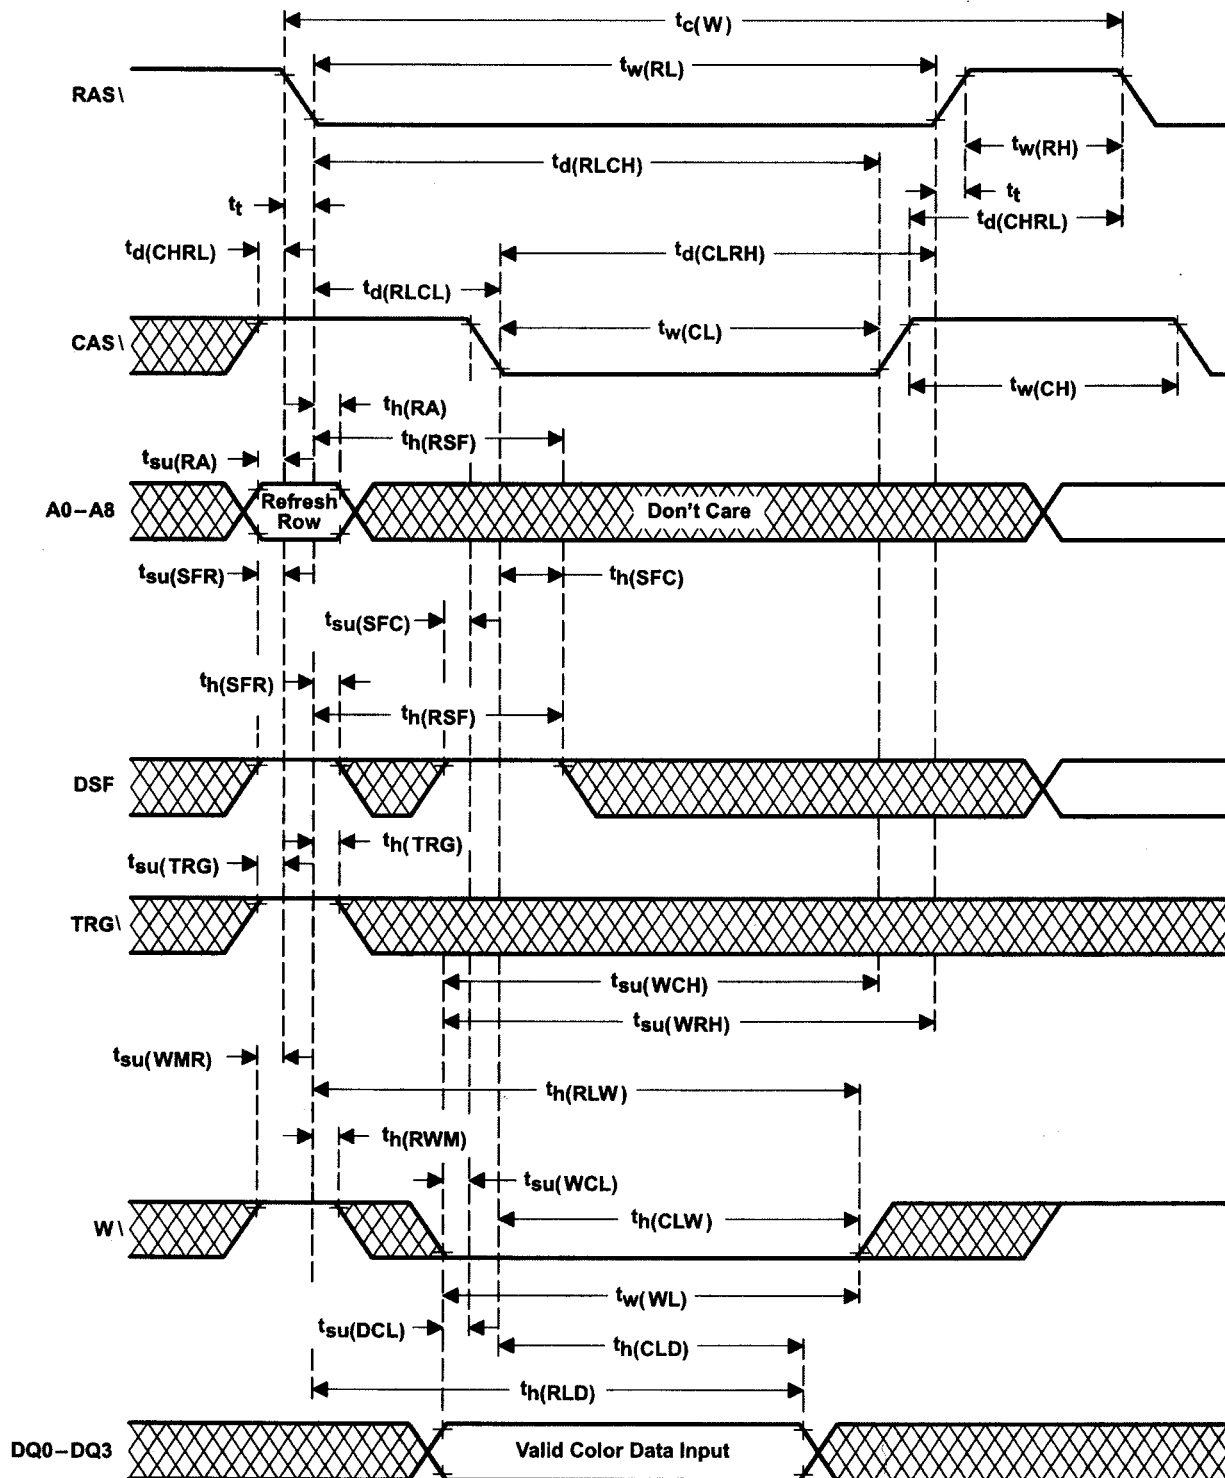 tc(W)
tw(RL)
RAS\
tw(RH)
td(RLCH)
tt
tt
td(CHRL)
td(CHRL)
td(CLRH)
td(RLCL)
CAS\
tw(CL)
tw(CH)
th(RA)
th(RSF)
tsu(RA)
A0–A8
Refresh
Row
Don't Care
tsu(SFR)
th(SFC)
tsu(SFC)
th(SFR)
th(RSF)
DSF
th(TRG)
tsu(TRG)
TRG\
tsu(WCH)
tsu(WRH)
tsu(WMR)
th(RLW)
th(RWM)
tsu(WCL)
W\
th(CLW)
tw(WL)
tsu(DCL)
th(CLD)
th(RLD)
DQ0–DQ3
Valid Color Data Input